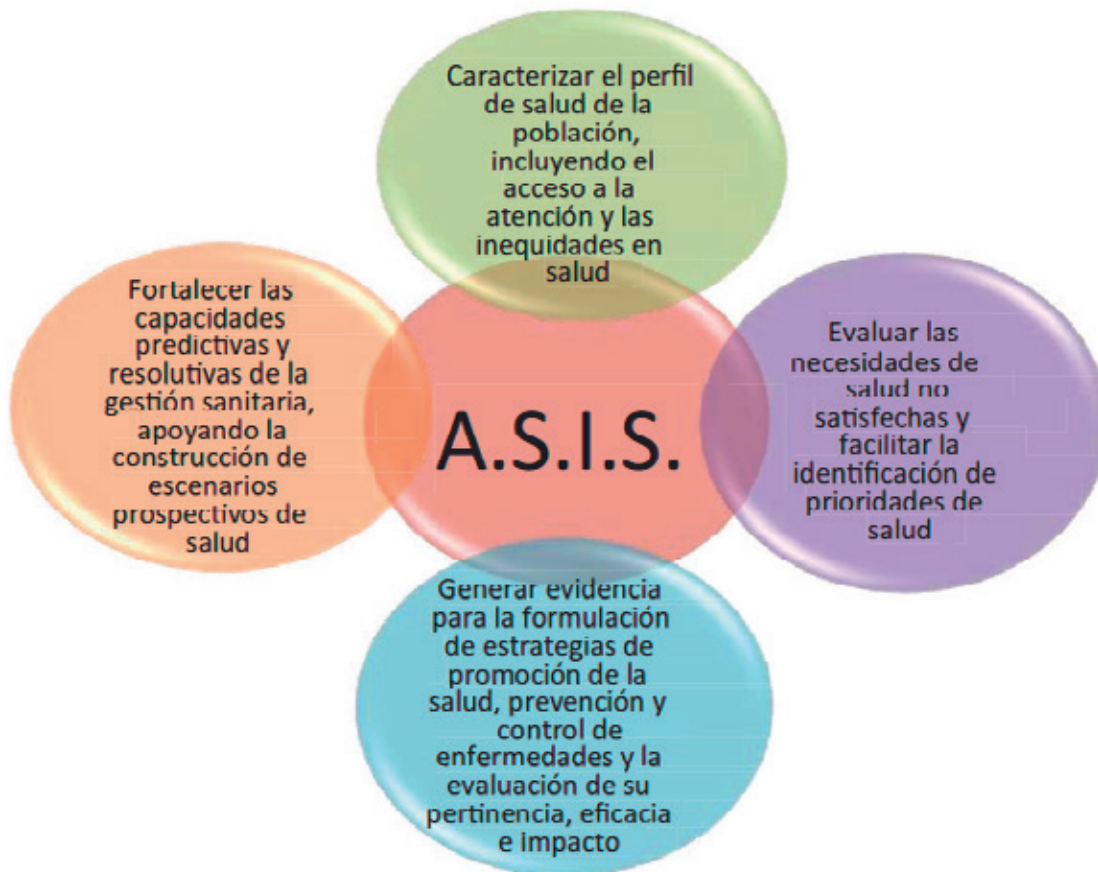 Caracterizar el perfil
de salud de la
población,
incluyendo el
acceso a la
atención y las
inequidades en
salud
Fortalecer las
capacidades
predictivas y
resolutivas de la
gestión sanitaria,
apoyando la
construcción de
escenarios
prospectivos de
salud
A.S.I.S.
Evaluar las
necesidades de
salud no
satisfechas y
facilitar la
identificación de
prioridades de
salud
Generar evidencia
para la formulación
de estrategias de
promoción de la
salud, prevención y
control de
enfermedades y la
evaluación de su
pertinencia, eficacia
e impacto